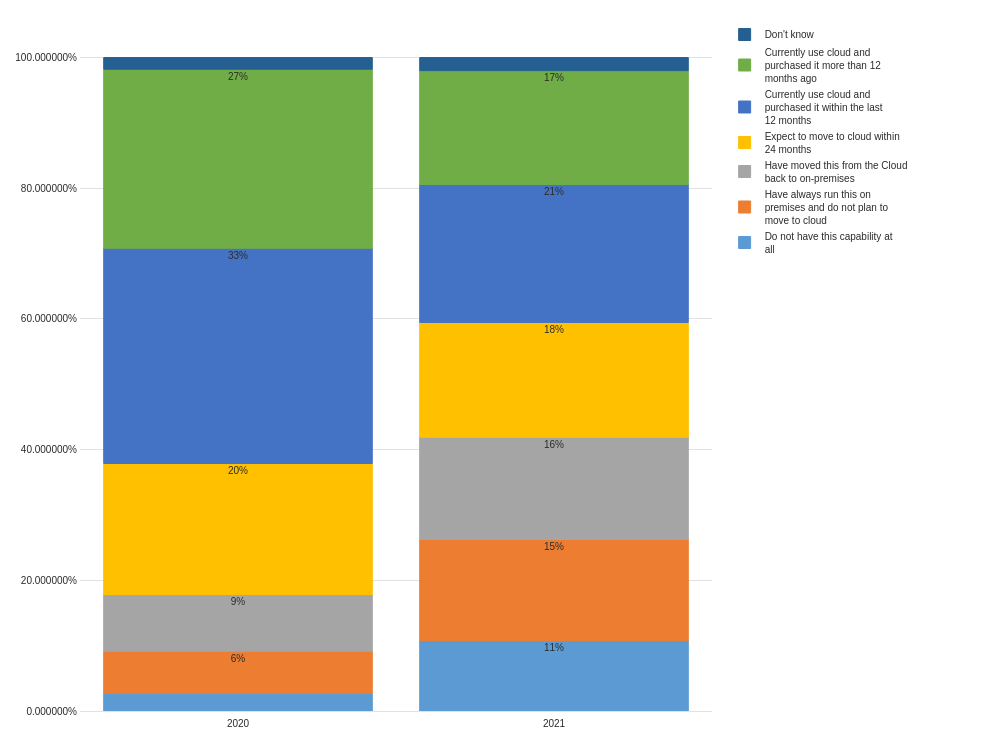 Don't know
Currently use cloud and
purchased it more than 12
months ago
Currently use cloud and
purchased it within the last
12 months
Expect to move to cloud within
24 months
Have moved this from the Cloud
back to on-premises
Have always run this on
premises and do not plan to
move to cloud
Do not have this capability at
all
100.000000%
80.000000%
60.000000%
40.000000%
20.000000%
0.000000%
27%
33%
20%
9%
6%
17%
21%
18%
16%
15%
11%
2020
2021